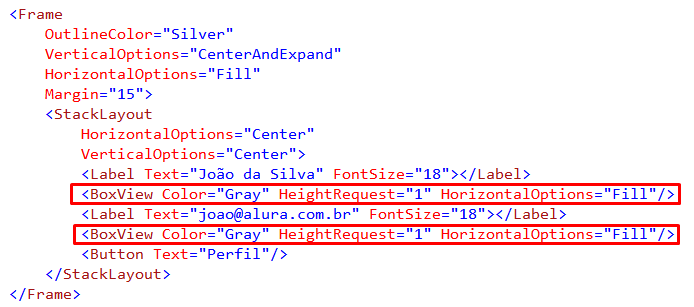 <Frame
OutlineColor="Silver"
VerticalOptions="CenterAndExpand"
HorizontalOptions="Fill"
Margin="15">
<StackLayout
HorizontalOptions="Center"
VerticalOptions="Center">
<Label Text="João da Silva" FontSize="18"></Label>
<BoxView Color="Gray" HeightRequest="1" HorizontalOptions="Fill"/>
<Label Text="joao@alura.com.br" FontSize="18"></Label>
<BoxView Color="Gray" HeightRequest="1" HorizontalOptions="Fill"/>
<Button Text="Perfil"/>
</StackLayout>
</Frame>